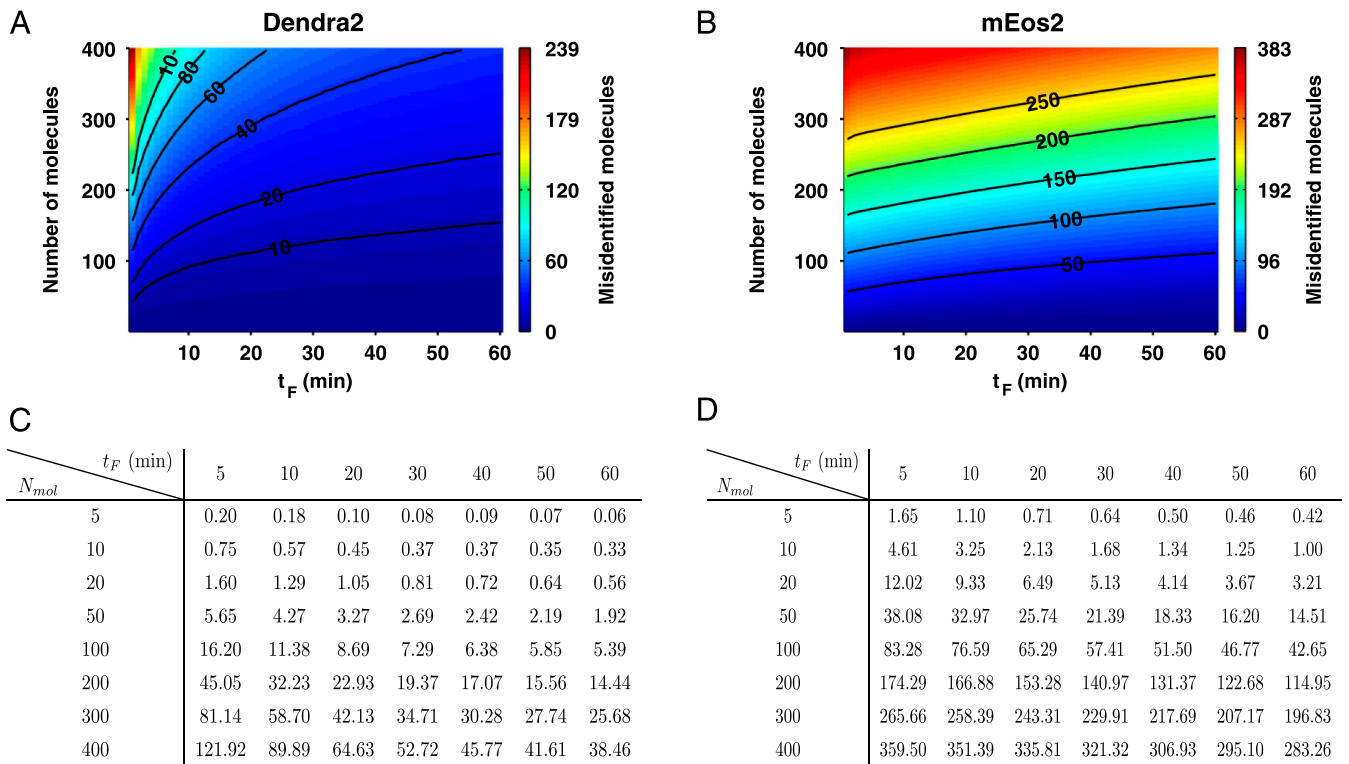 A
Dendra2
Number of molecules
400
300
200
100
10
80
60
40
20
10
10 20 30 40 50 60
t_F (min)
239
179
120
60
0
Misidentified molecules
B
mEos2
Number of molecules
400
300
200
100
250
200
150
100
50
10 20 30 40 50 60
t_F (min)
383
287
192
96
0
Misidentified molecules
C
t_F (min) 5 10 20 30 40 50 60
N_mol
5 0.20 0.18 0.10 0.08 0.09 0.07 0.06
10 0.75 0.57 0.45 0.37 0.37 0.35 0.33
20 1.60 1.29 1.05 0.81 0.72 0.64 0.56
50 5.65 4.27 3.27 2.69 2.42 2.19 1.92
100 16.20 11.38 8.69 7.29 6.38 5.85 5.39
200 45.05 32.23 22.93 19.37 17.07 15.56 14.44
300 81.14 58.70 42.13 34.71 30.28 27.74 25.68
400 121.92 89.89 64.63 52.72 45.77 41.61 38.46
D
t_F (min) 5 10 20 30 40 50 60
N_mol
5 1.65 1.10 0.71 0.64 0.50 0.46 0.42
10 4.61 3.25 2.13 1.68 1.34 1.25 1.00
20 12.02 9.33 6.49 5.13 4.14 3.67 3.21
50 38.08 32.97 25.74 21.39 18.33 16.20 14.51
100 83.28 76.59 65.29 57.41 51.50 46.77 42.65
200 174.29 166.88 153.28 140.97 131.37 122.68 114.95
300 265.66 258.39 243.31 229.91 217.69 207.17 196.83
400 359.50 351.39 335.81 321.32 306.93 295.10 283.26